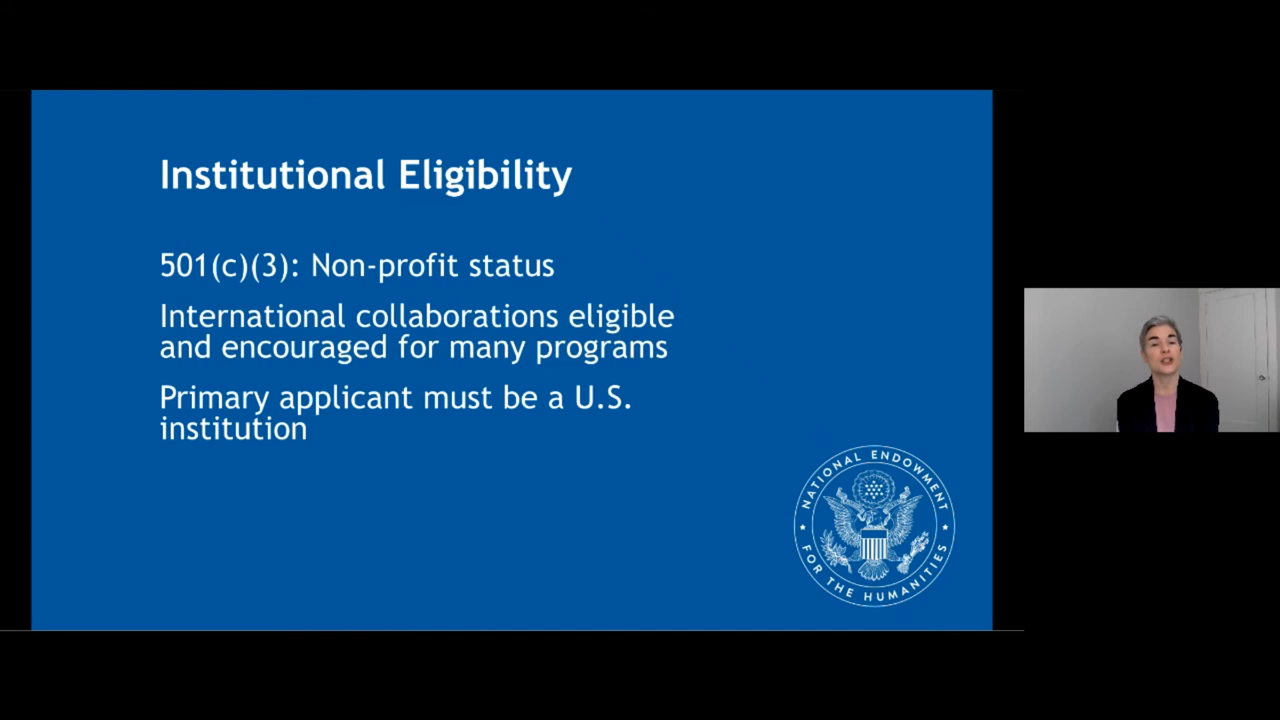 Institutional Eligibility
501(c)(3): Non-profit status
International collaborations eligible
and encouraged for many programs
Primary applicant must be a U.S.
institution
NATIONAL ENDOWMENT
FOR THE HUMANITIES